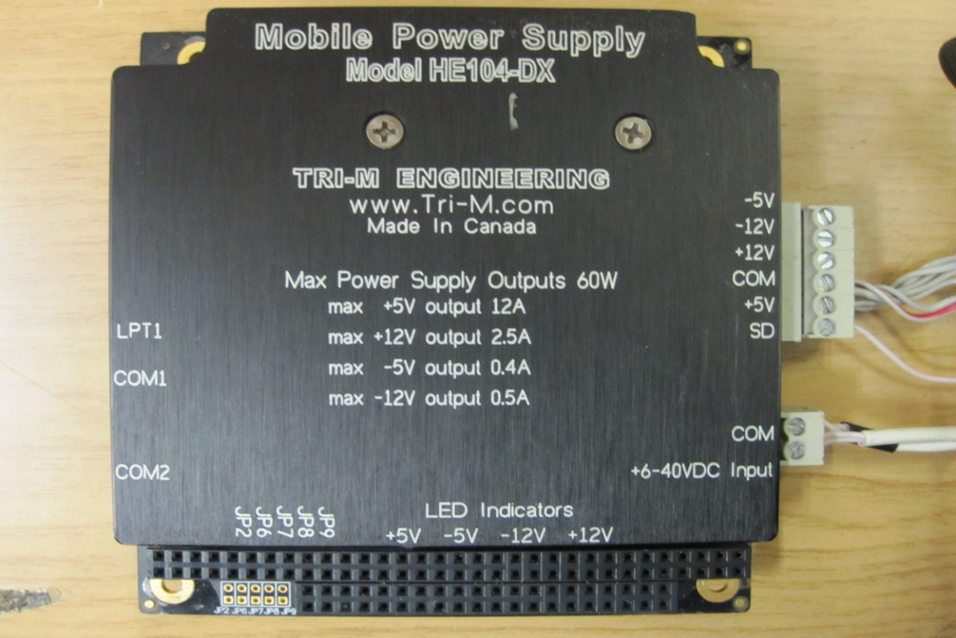 Mobile Power Supply
Model HE104-DX
TRI-M ENGINEERING
www.Tri-M.com
Made In Canada
-5V
-12V
+12V
COM
+5V
SD
Max Power Supply Outputs 60W
max +5V output 12A
max +12V output 2.5A
max -5V output 0.4A
max -12V output 0.5A
LPT1
COM1
COM2
COM
+6-40VDC Input
JP2 JP6 JP7 JP8 JP9
LED Indicators
+5V -5V -12V +12V
JP2 JP6 JP7 JP8 JP9